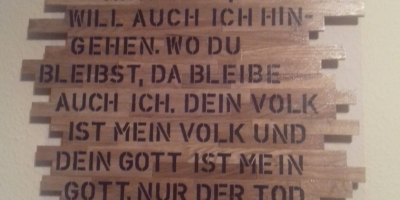 WILL AUCH ICH HIN-
GEHEN. WO DU
BLEIBST, DA BLEIBE
AUCH ICH. DEIN VOLK
IST MEIN VOLK UND
DEIN GOTT IST MEIN
GOTT. NUR DER TOD